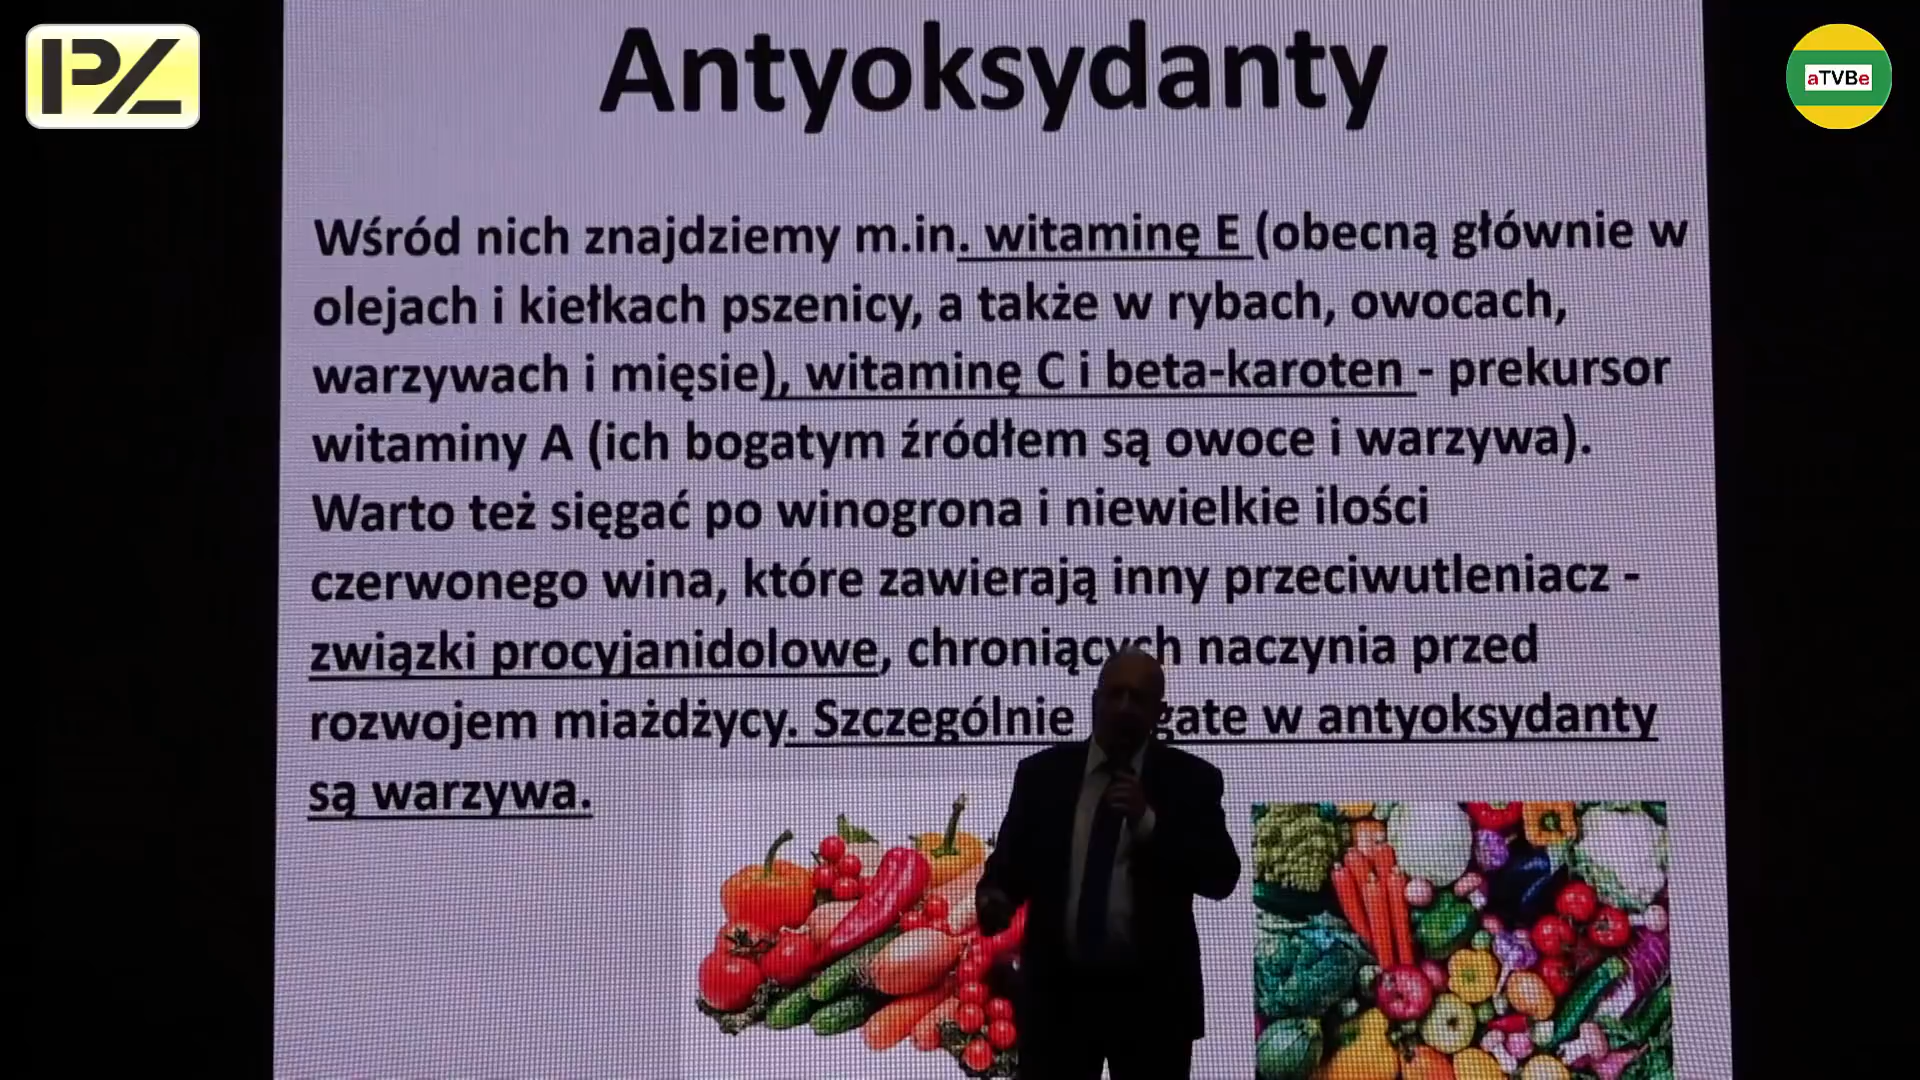 PZ
aTVBe
Antyoksydanty
Wśród nich znajdziemy m.in. witaminę E (obecną głównie w
olejach i kiełkach pszenicy, a także w rybach, owocach,
warzywach i mięsie), witaminę C i beta-karoten - prekursor
witaminy A (ich bogatym źródłem są owoce i warzywa).
Warto też sięgać po winogrona i niewielkie ilości
czerwonego wina, które zawierają inny przeciwutleniacz -
związki procyjanidolowe, chroniących naczynia przed
rozwojem miażdżycy. Szczególnie w antyoksydanty
są warzywa.